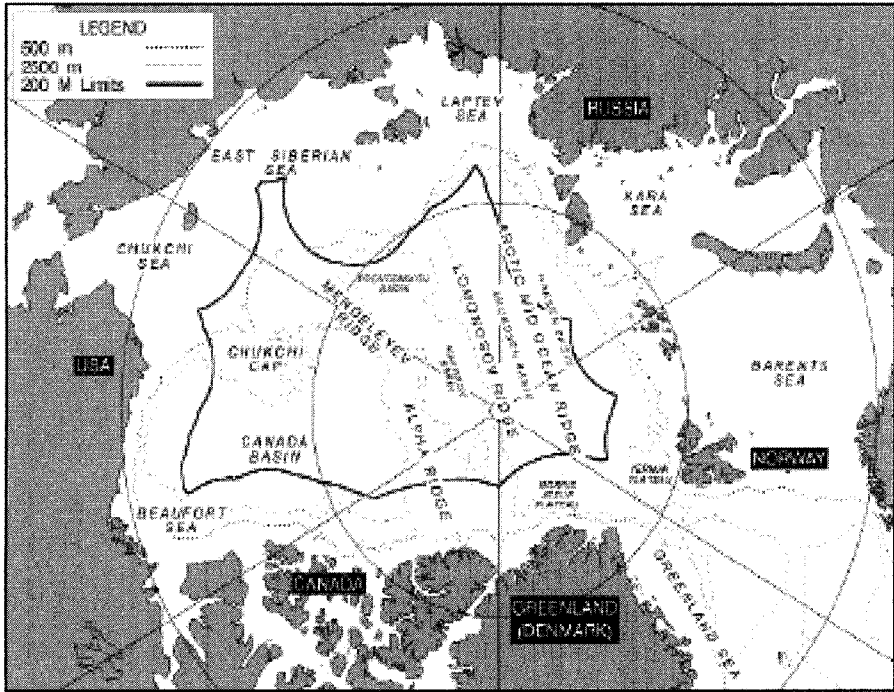 LEGEND
500 m
2500 m
200 M Limits
LAPTEV
SEA
RUSSIA
EAST SIBERIAN
SEA
KARA
SEA
CHUKCHI
SEA
ARCTIC MID OCEAN RIDGE
LOMONOSOV RIDGE
MENDELEYEV
RIDGE
USA
CHUKCHI
CAP
BARENTS
SEA
ALPHA RIDGE
CANADA
BASIN
NORWAY
BEAUFORT
SEA
CANADA
GREENLAND
(DENMARK)
GREENLAND SEA